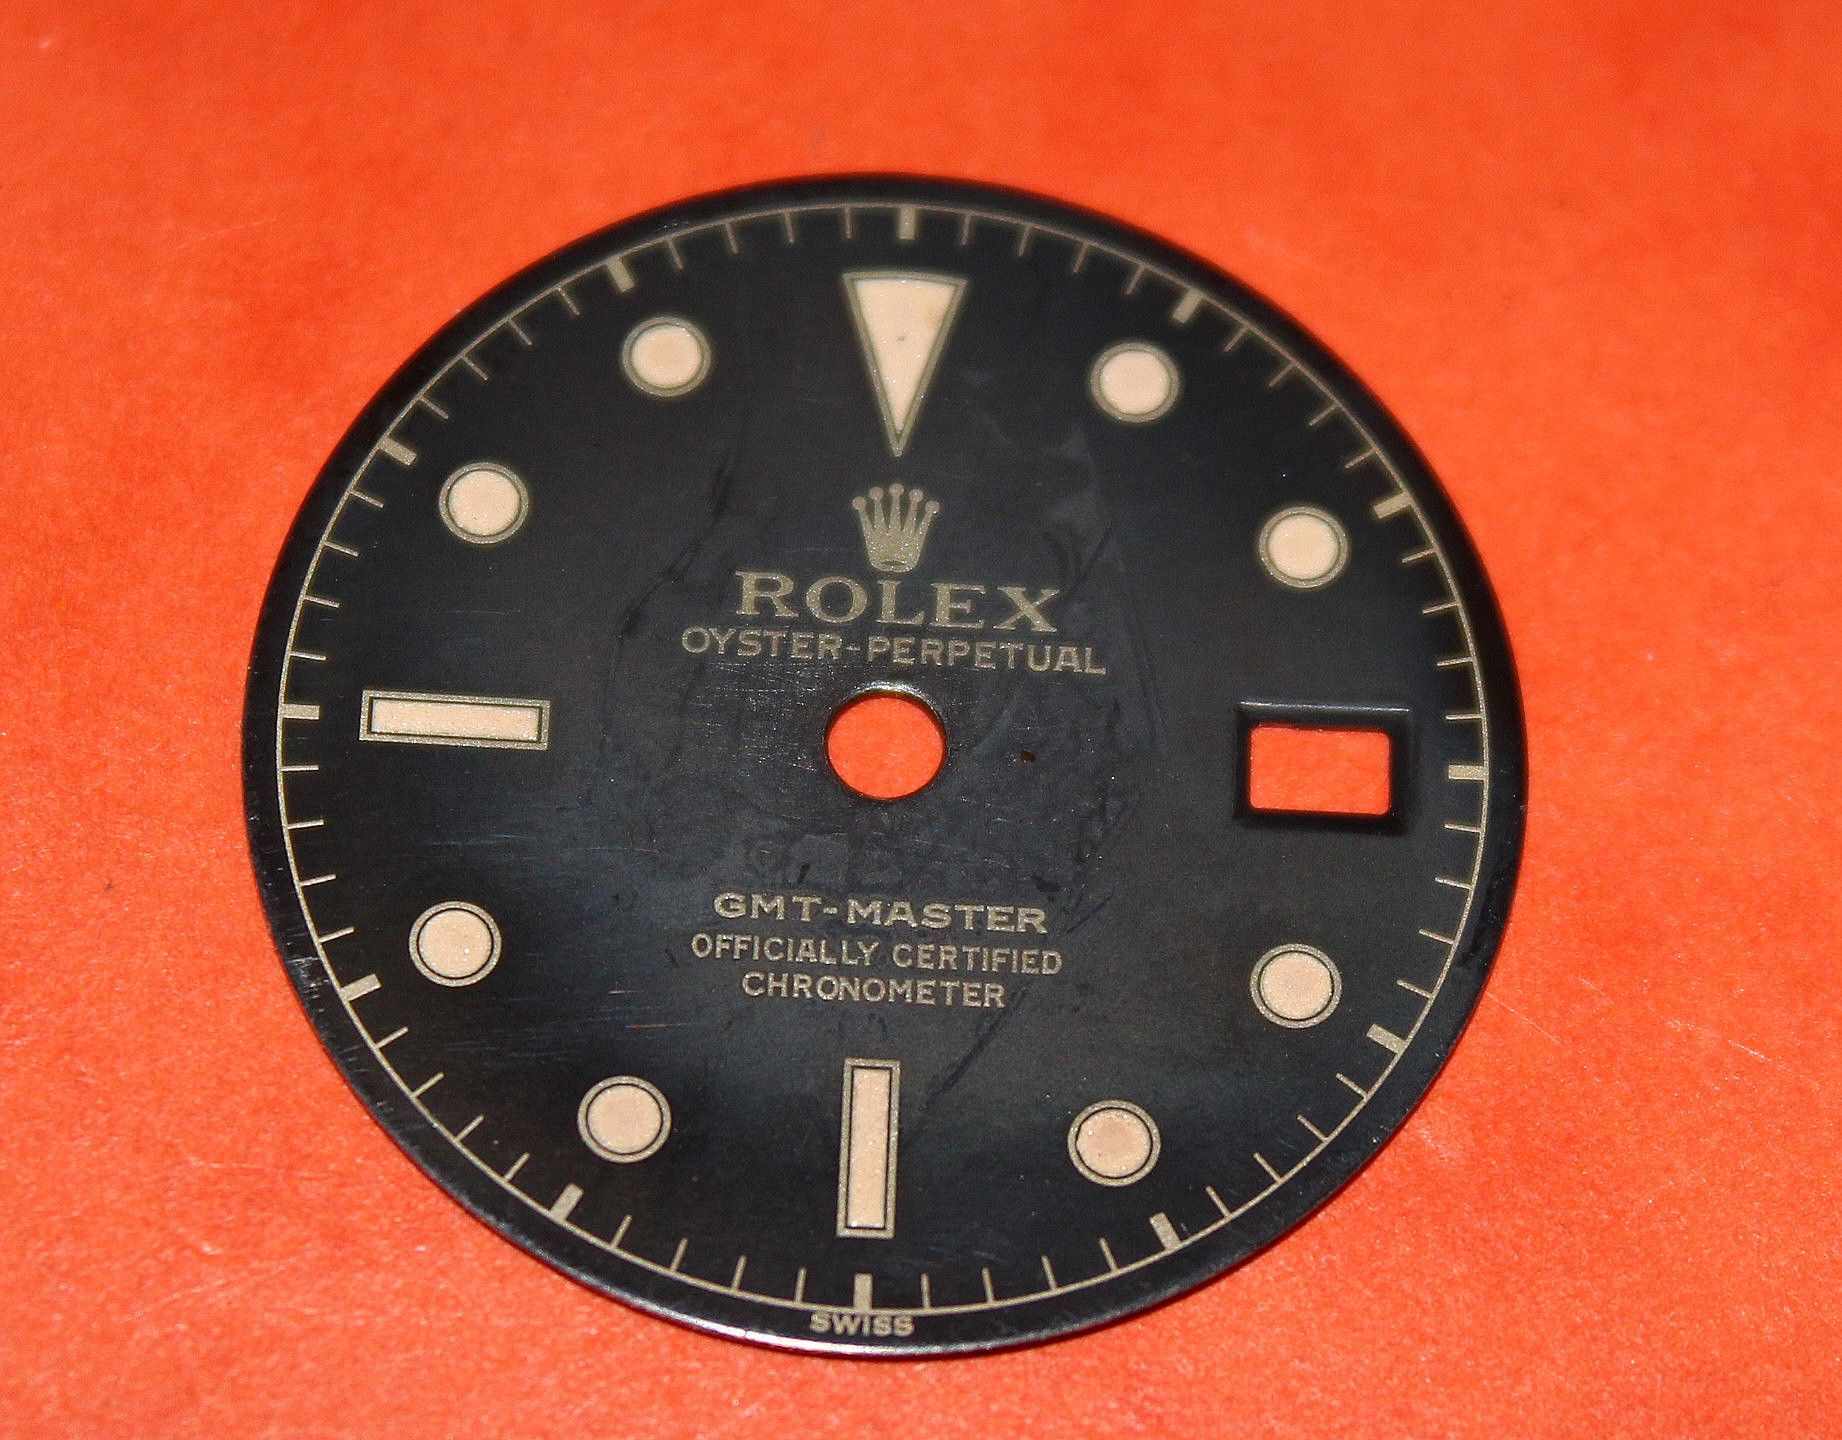 ROLEX
OYSTER-PERPETUAL
GMT-MASTER
OFFICIALLY CERTIFIED
CHRONOMETER
SWISS